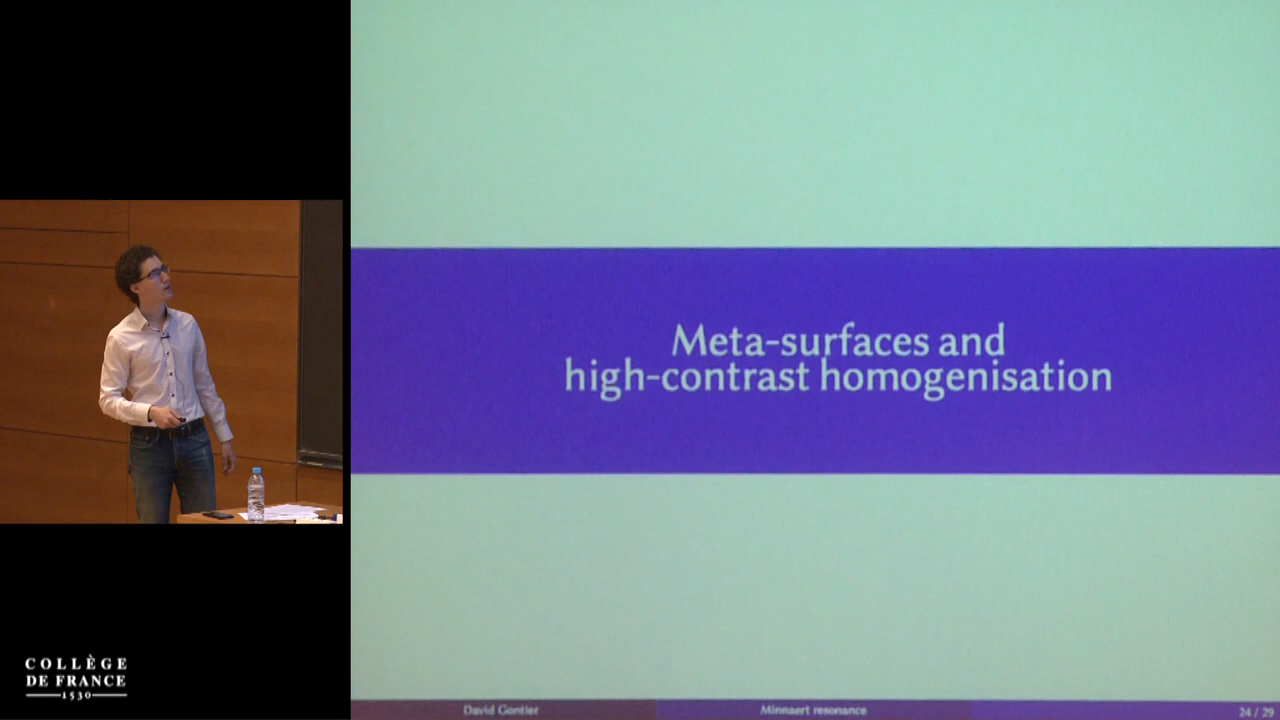 Meta-surfaces and
high-contrast homogenisation
COLLÈGE
DE FRANCE
1530
David Gontier
Minnaert resonance
24 / 29